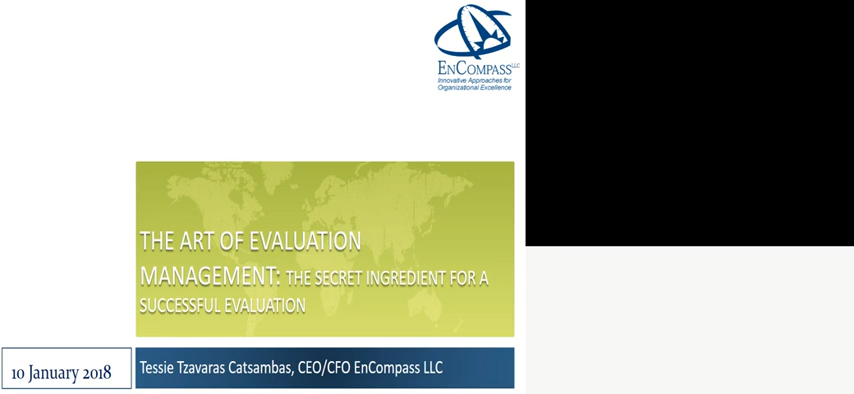 ENCOMPASS LLC
Innovative Approaches for
Organizational Excellence
THE ART OF EVALUATION
MANAGEMENT: THE SECRET INGREDIENT FOR A
SUCCESSFUL EVALUATION
10 January 2018
Tessie Tzavaras Catsambas, CEO/CFO EnCompass LLC